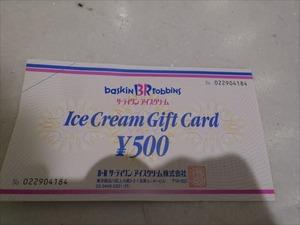 № 022904184
baskin BR robbins
サーティワン アイスクリーム
Ice Cream Gift Card
¥500
B-R サーティワン アイスクリーム株式会社
№ 022904184